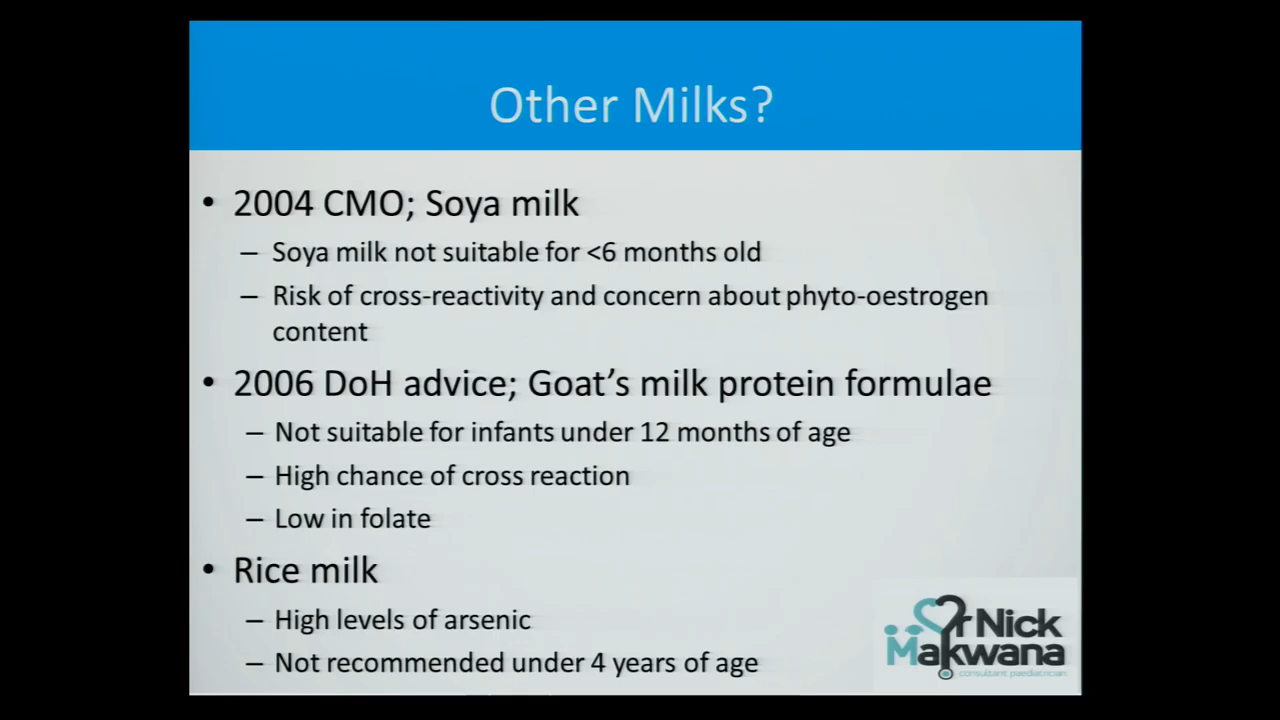 Other Milks?
• 2004 CMO; Soya milk
– Soya milk not suitable for <6 months old
– Risk of cross-reactivity and concern about phyto-oestrogen
content
• 2006 DoH advice; Goat's milk protein formulae
– Not suitable for infants under 12 months of age
– High chance of cross reaction
– Low in folate
• Rice milk
– High levels of arsenic
– Not recommended under 4 years of age
Dr Nick
Makwana
consultant paediatrician